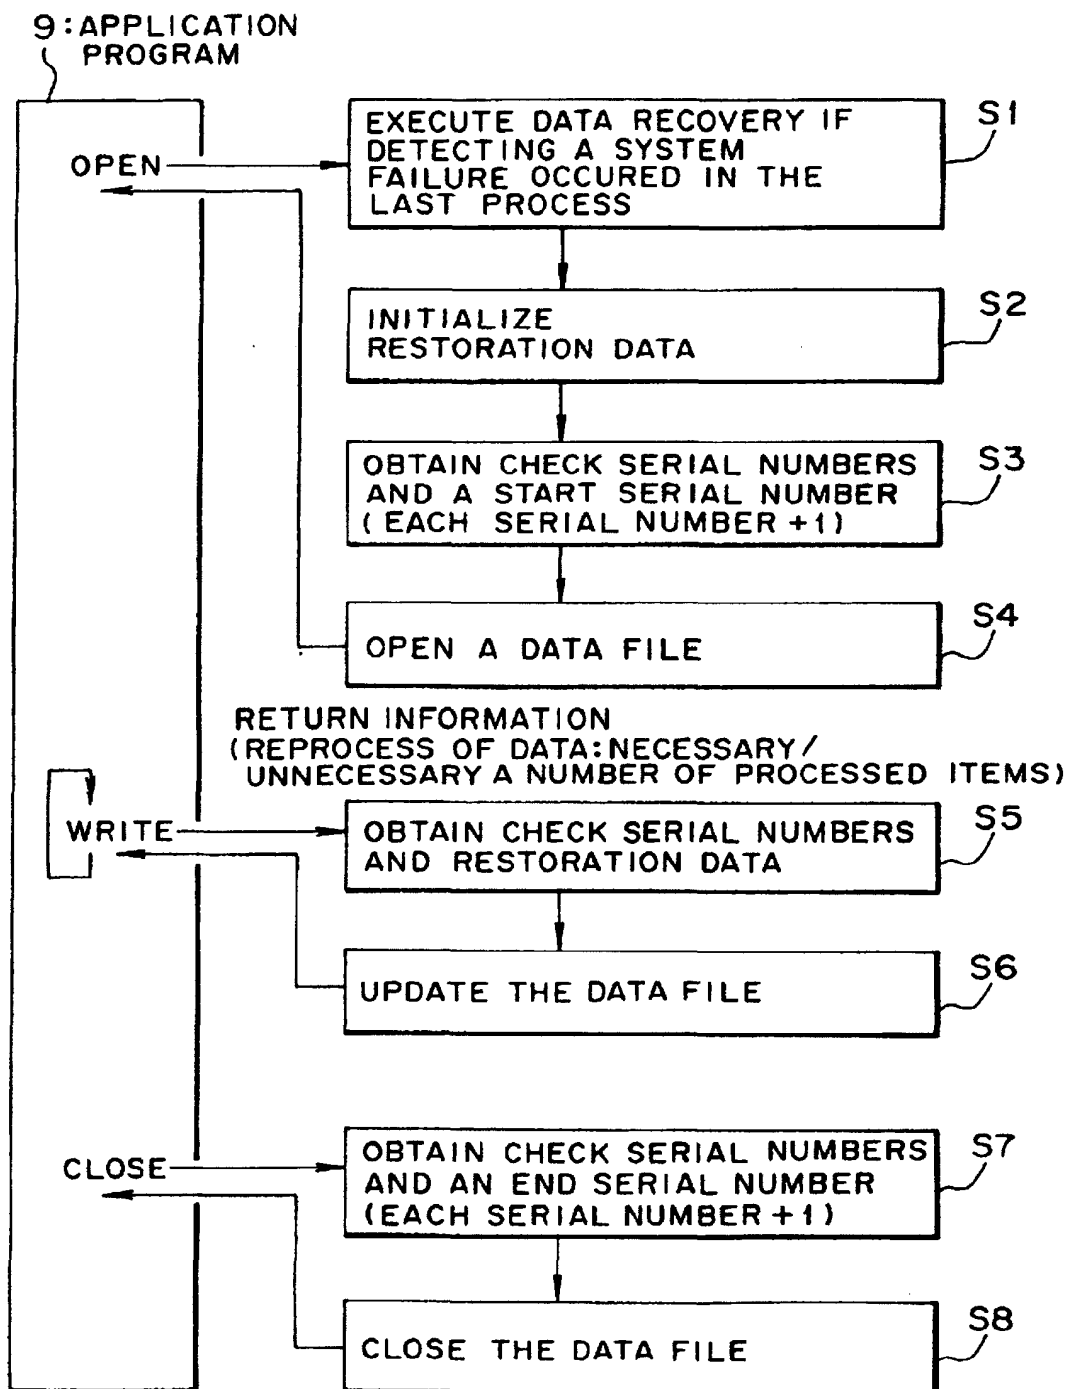 9:APPLICATION
PROGRAM
EXECUTE DATA RECOVERY IF
DETECTING A SYSTEM
FAILURE OCCURED IN THE
LAST PROCESS
S1
OPEN
INITIALIZE
RESTORATION DATA
S2
OBTAIN CHECK SERIAL NUMBERS
AND A START SERIAL NUMBER
(EACH SERIAL NUMBER +1)
S3
OPEN A DATA FILE
S4
RETURN INFORMATION
(REPROCESS OF DATA:NECESSARY/
UNNECESSARY A NUMBER OF PROCESSED ITEMS)
WRITE
OBTAIN CHECK SERIAL NUMBERS
AND RESTORATION DATA
S5
UPDATE THE DATA FILE
S6
CLOSE
OBTAIN CHECK SERIAL NUMBERS
AND AN END SERIAL NUMBER
(EACH SERIAL NUMBER +1)
S7
CLOSE THE DATA FILE
S8